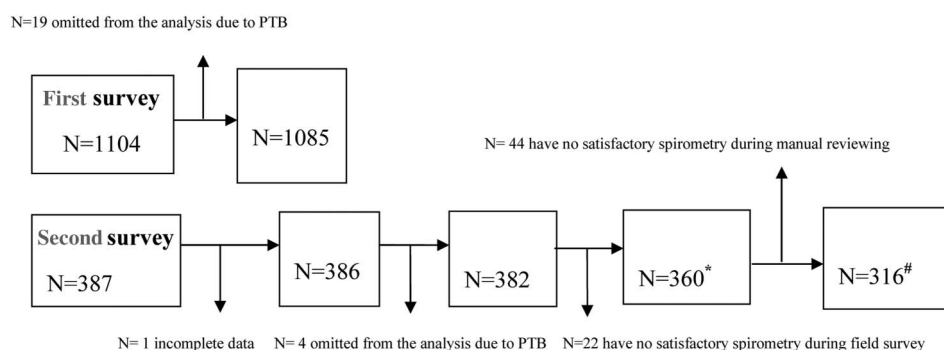 N=19 omitted from the analysis due to PTB
First survey
N=1104
N=1085
N= 44 have no satisfactory spirometry during manual reviewing
Second survey
N=387
N=386
N=382
N=360*
N=316#
N= 1 incomplete data
N= 4 omitted from the analysis due to PTB
N=22 have no satisfactory spirometry during field survey